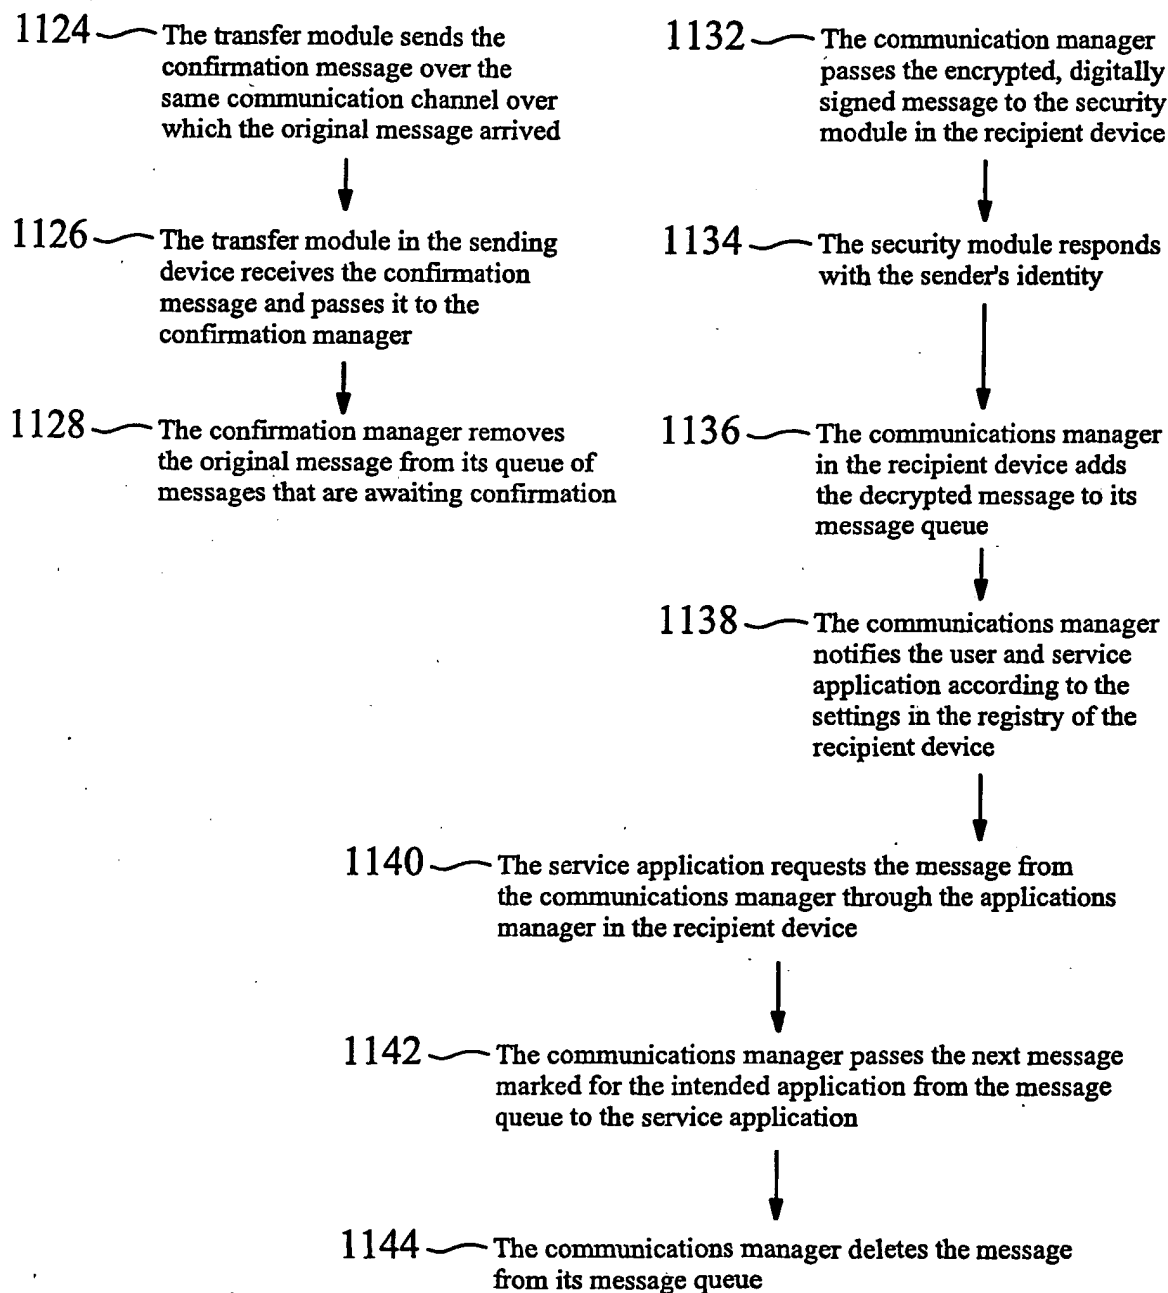 1124 The transfer module sends the
confirmation message over the
same communication channel over
which the original message arrived
1126 The transfer module in the sending
device receives the confirmation
message and passes it to the
confirmation manager
1128 The confirmation manager removes
the original message from its queue of
messages that are awaiting confirmation
1132 The communication manager
passes the encrypted, digitally
signed message to the security
module in the recipient device
1134 The security module responds
with the sender's identity
1136 The communications manager
in the recipient device adds
the decrypted message to its
message queue
1138 The communications manager
notifies the user and service
application according to the
settings in the registry of the
recipient device
1140 The service application requests the message from
the communications manager through the applications
manager in the recipient device
1142 The communications manager passes the next message
marked for the intended application from the message
queue to the service application
1144 The communications manager deletes the message
from its message queue